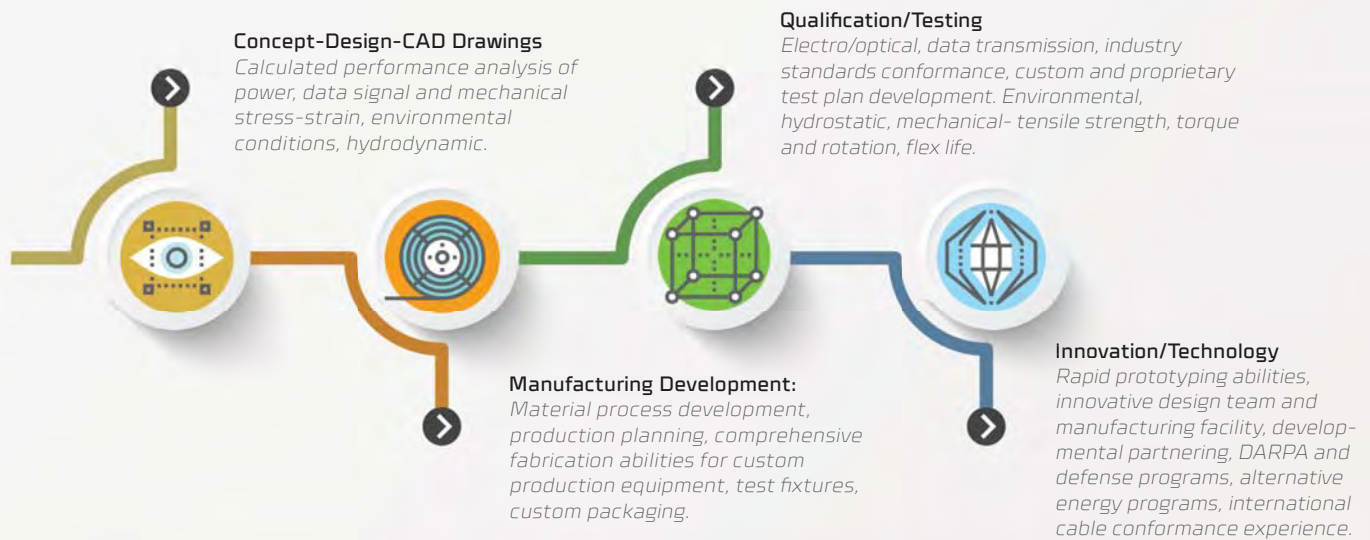 Concept-Design-CAD Drawings
Calculated performance analysis of
power, data signal and mechanical
stress-strain, environmental
conditions, hydrodynamic.
Manufacturing Development:
Material process development,
production planning, comprehensive
fabrication abilities for custom
production equipment, test fixtures,
custom packaging.
Qualification/Testing
Electro/optical, data transmission, industry
standards conformance, custom and proprietary
test plan development. Environmental,
hydrostatic, mechanical- tensile strength, torque
and rotation, flex life.
Innovation/Technology
Rapid prototyping abilities,
innovative design team and
manufacturing facility, develop-
mental partnering, DARPA and
defense programs, alternative
energy programs, international
cable conformance experience.